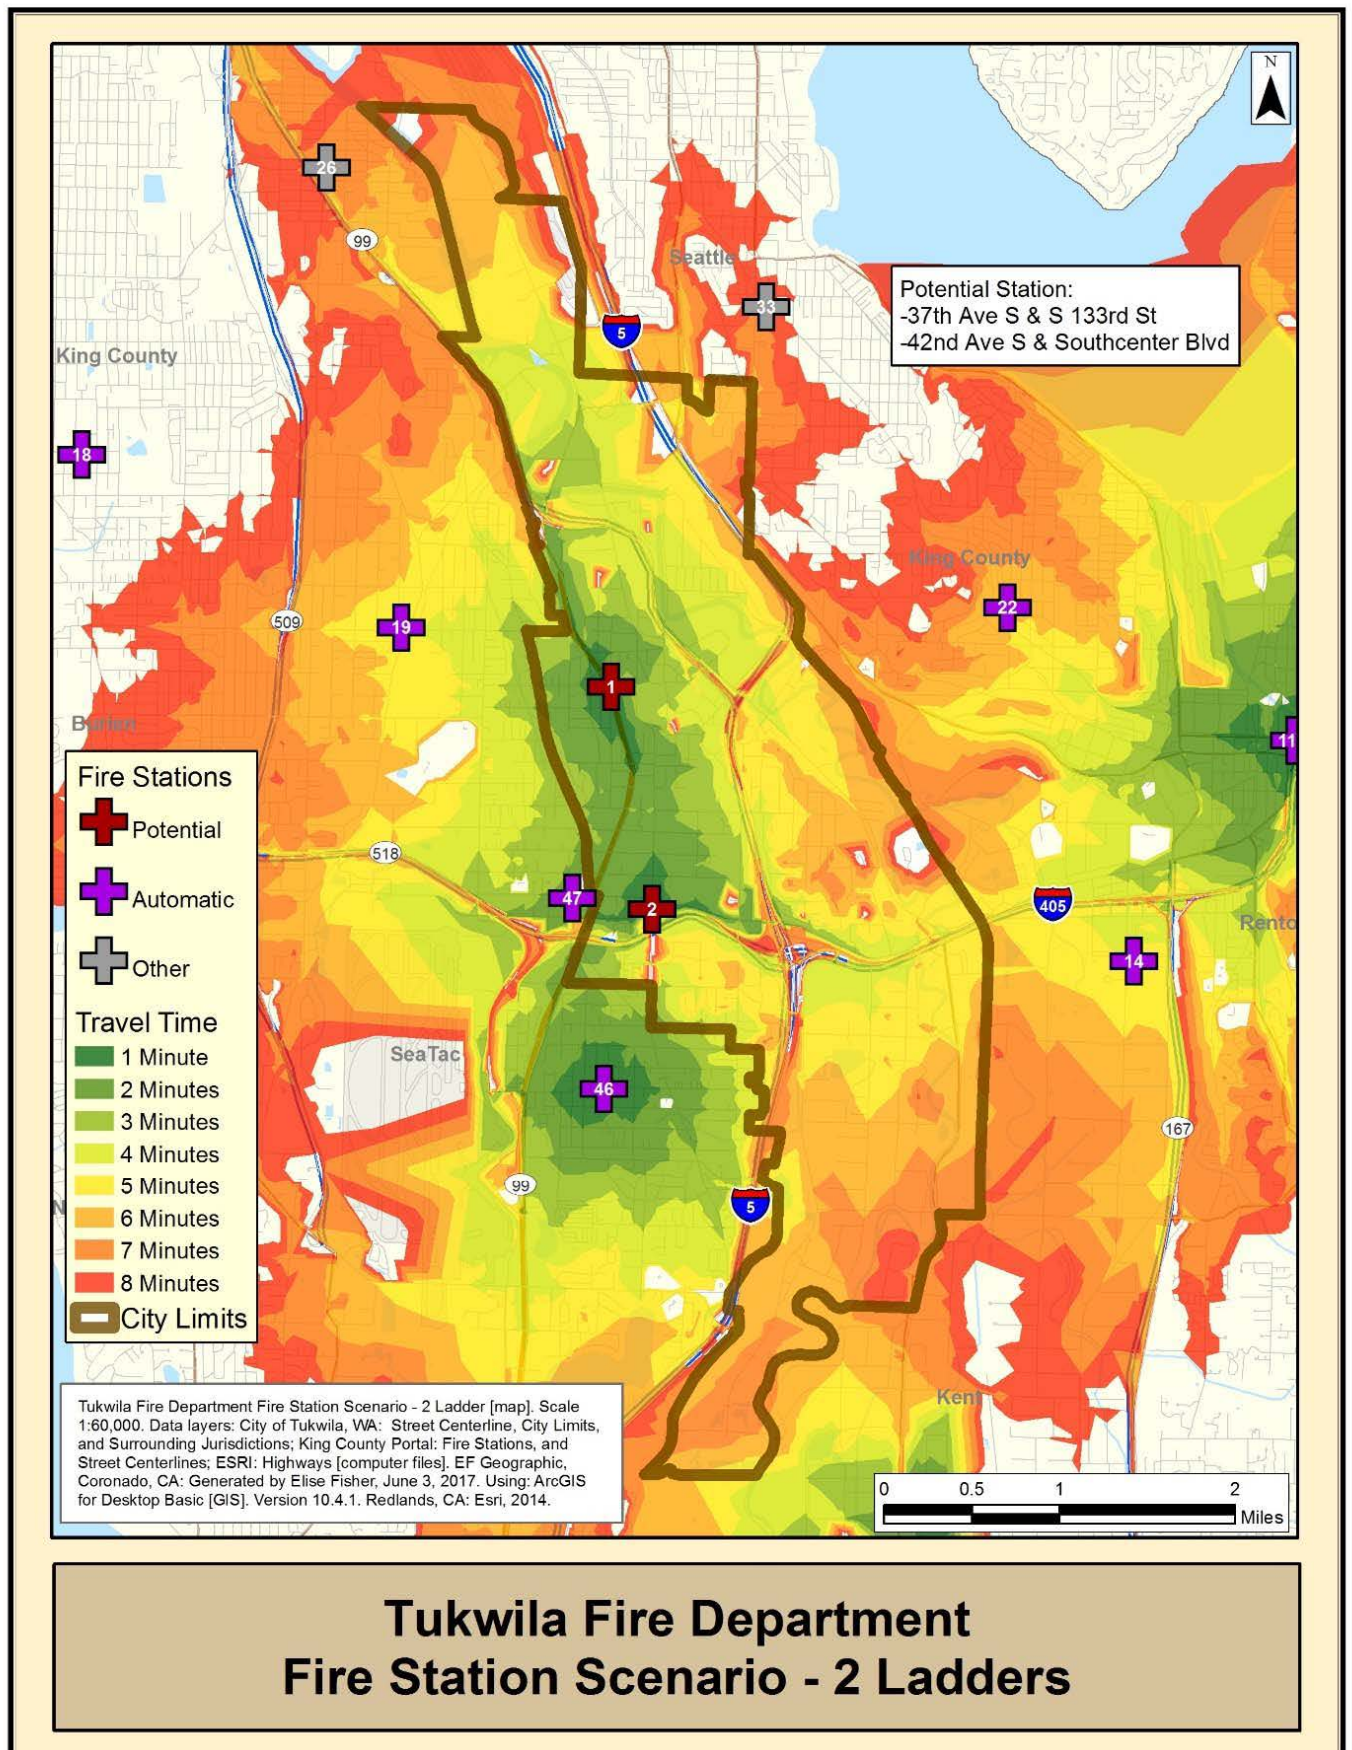 N
26
99
Seattle
33
5
Potential Station:
-37th Ave S & S 133rd St
-42nd Ave S & Southcenter Blvd
King County
18
King County
22
509
19
1
Burien
11
Fire Stations
Potential
Automatic
Other
518
47
2
405
Rento
14
SeaTac
46
Travel Time
1 Minute
2 Minutes
3 Minutes
4 Minutes
5 Minutes
6 Minutes
7 Minutes
8 Minutes
City Limits
167
99
5
N
Kent
Tukwila Fire Department Fire Station Scenario - 2 Ladder [map]. Scale
1:60,000. Data layers: City of Tukwila, WA: Street Centerline, City Limits,
and Surrounding Jurisdictions; King County Portal: Fire Stations, and
Street Centerlines; ESRI: Highways [computer files]. EF Geographic,
Coronado, CA: Generated by Elise Fisher, June 3, 2017. Using: ArcGIS
for Desktop Basic [GIS]. Version 10.4.1. Redlands, CA: Esri, 2014.
0 0.5 1 2
Miles
Tukwila Fire Department
Fire Station Scenario - 2 Ladders